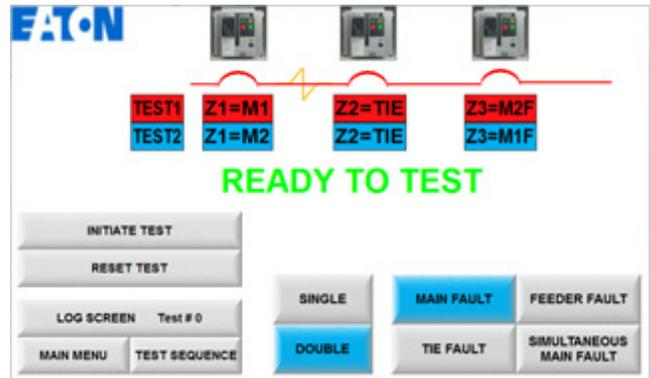 EATON
TEST1 Z1=M1 Z2=TIE Z3=M2F
TEST2 Z1=M2 Z2=TIE Z3=M1F
READY TO TEST
INITIATE TEST
RESET TEST
LOG SCREEN Test # 0
MAIN MENU TEST SEQUENCE
SINGLE
DOUBLE
MAIN FAULT FEEDER FAULT
TIE FAULT SIMULTANEOUS MAIN FAULT